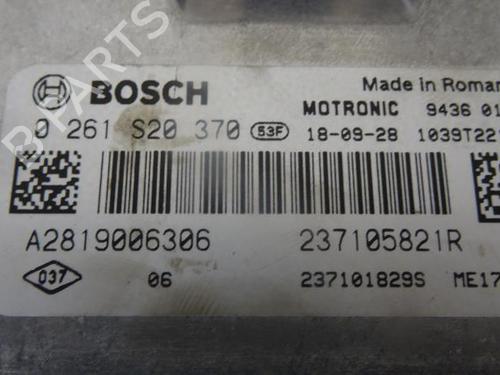 BOSCH
Made in Roman
MOTRONIC 9436 01
0 261 S20 370 53F 18-09-28 1039T22
A2819006306 237105821R
037 06 237101829S ME17
PARTS